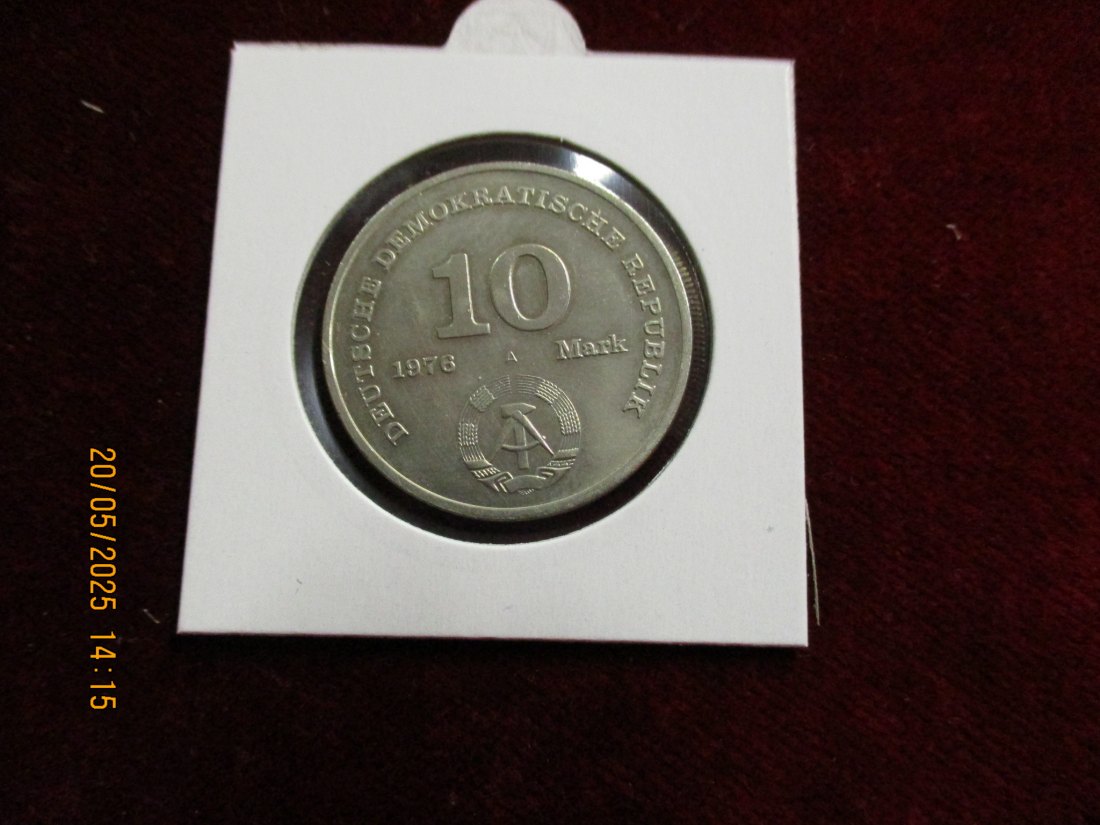 DEUTSCHE DEMOKRATISCHE REPUBLIK
10
1976 A Mark
20/05/2025 14:15